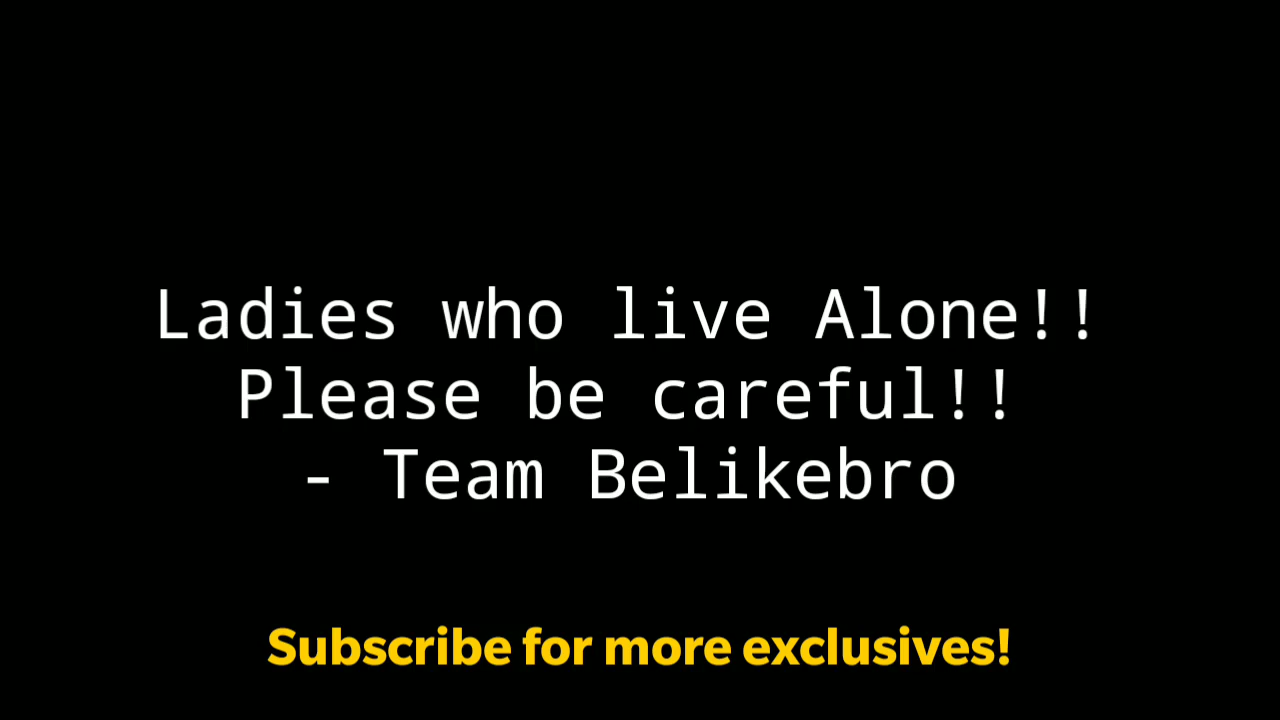 Ladies who live Alone!!
Please be careful!!
- Team Belikebro
Subscribe for more exclusives!